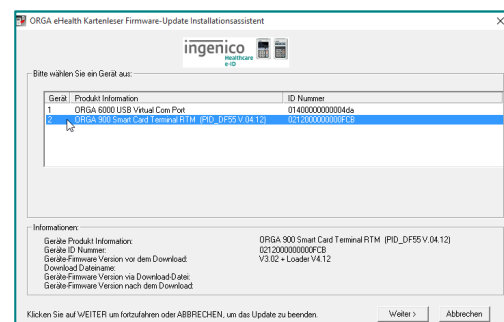 ORGA eHealth Kartenleser Firmware-Update Installationsassistent
ingenico
Healthcare
e-ID
Bitte wählen Sie ein Gerät aus:
Gerät Produkt Information ID Nummer
1 ORGA 6000 USB Virtual Com Port 01400000000004da
2 ORGA 900 Smart Card Terminal RTM (PID_DF55 V.04.12) 0212000000000FCB
Informationen:
Geräte Produkt Information: ORGA 900 Smart Card Terminal RTM (PID_DF55 V.04.12)
Geräte ID Nummer: 0212000000000FCB
Geräte-Firmware Version vor dem Download: V3.02 + Loader V4.12
Download Dateiname:
Geräte-Firmware Version via Download-Datei:
Geräte-Firmware Version nach dem Download:
Klicken Sie auf WEITER um fortzufahren oder ABBRECHEN, um das Update zu beenden. Weiter > Abbrechen